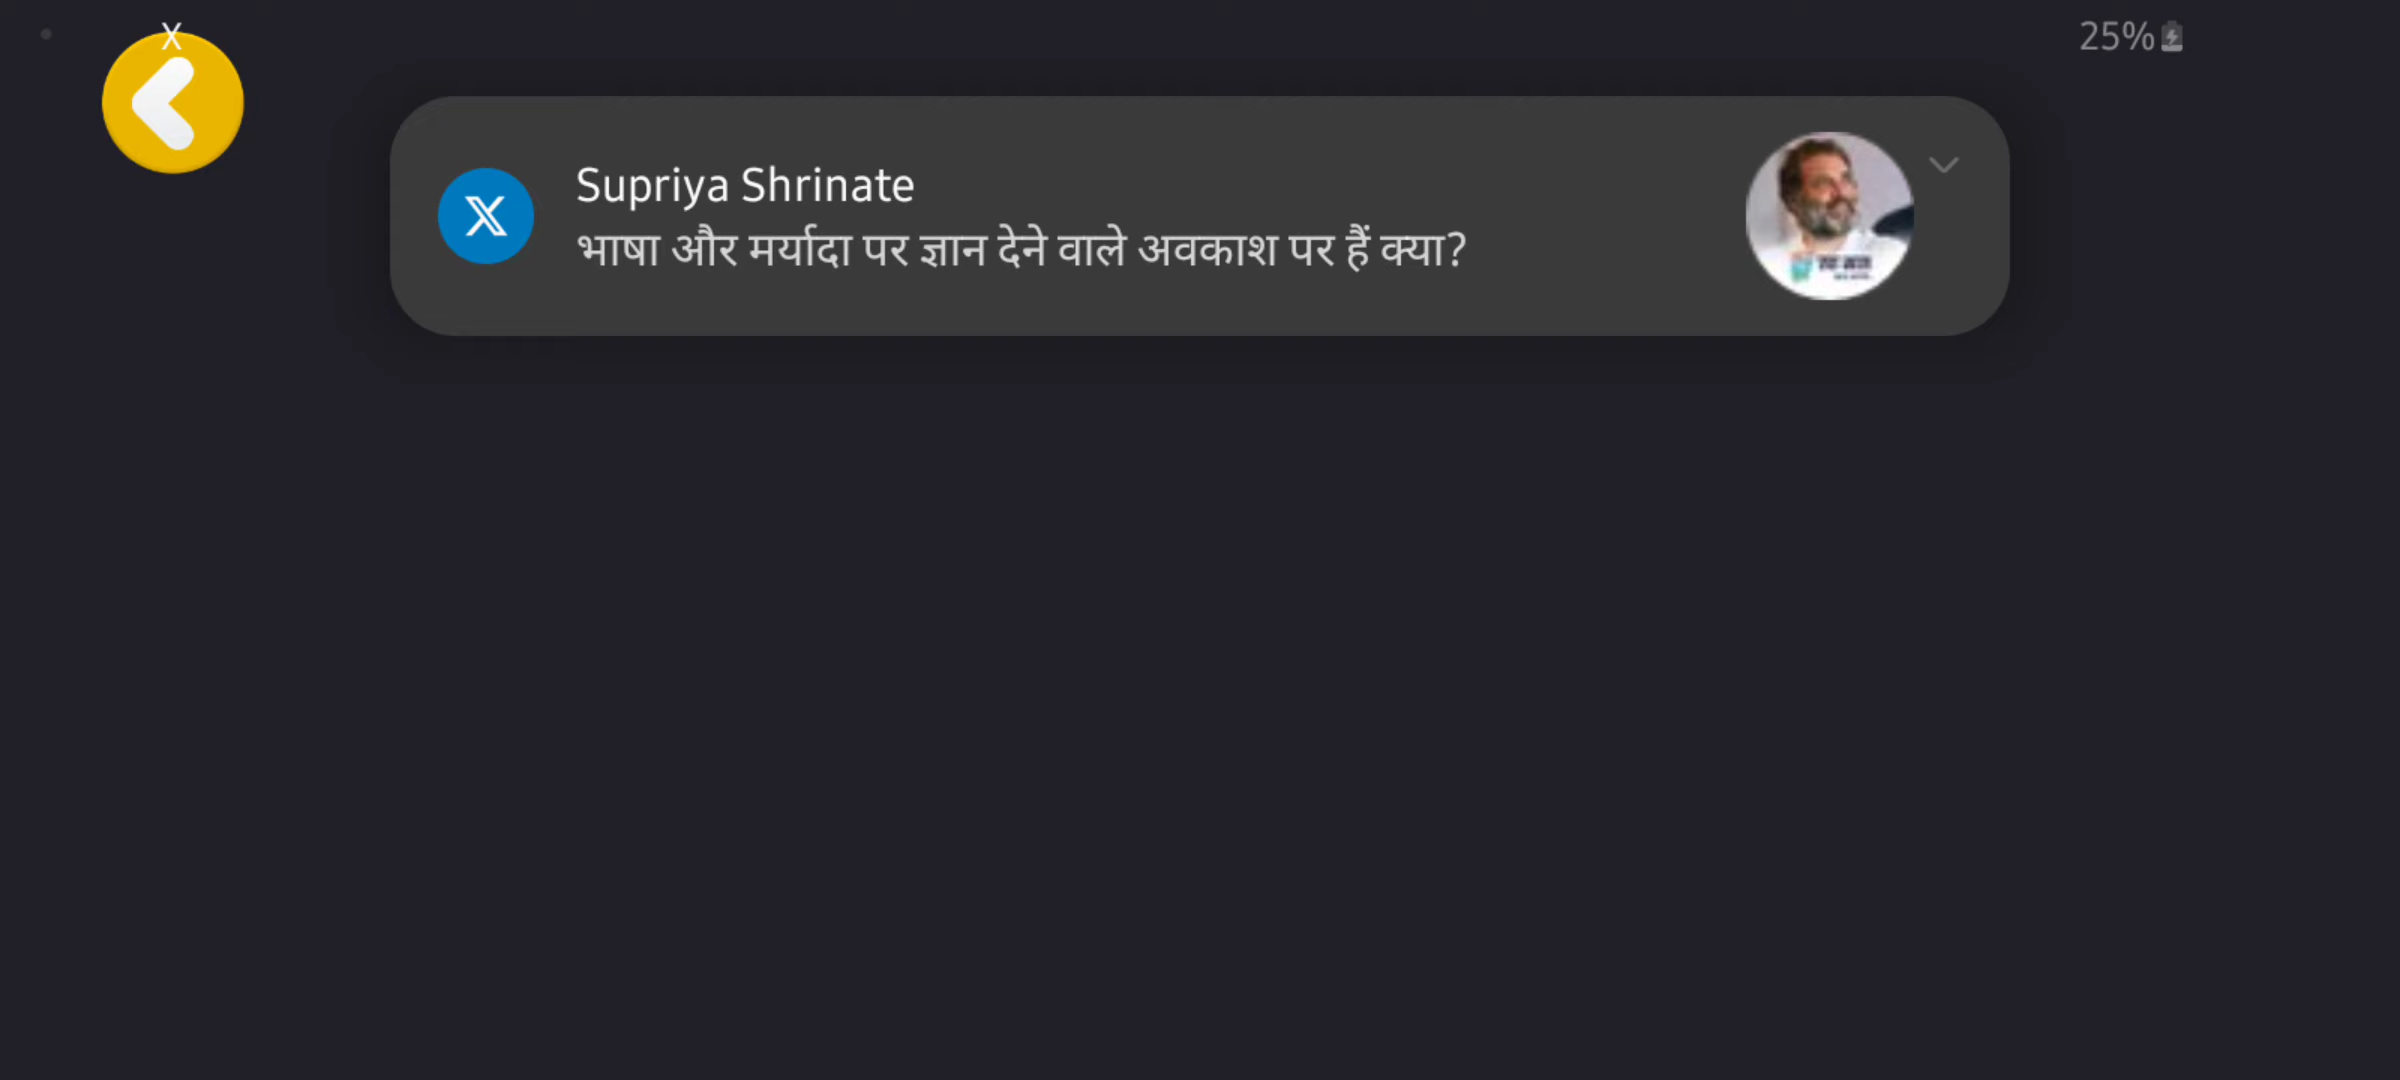 X
25%
Supriya Shrinate
भाषा और मर्यादा पर ज्ञान देने वाले अवकाश पर हैं क्या?